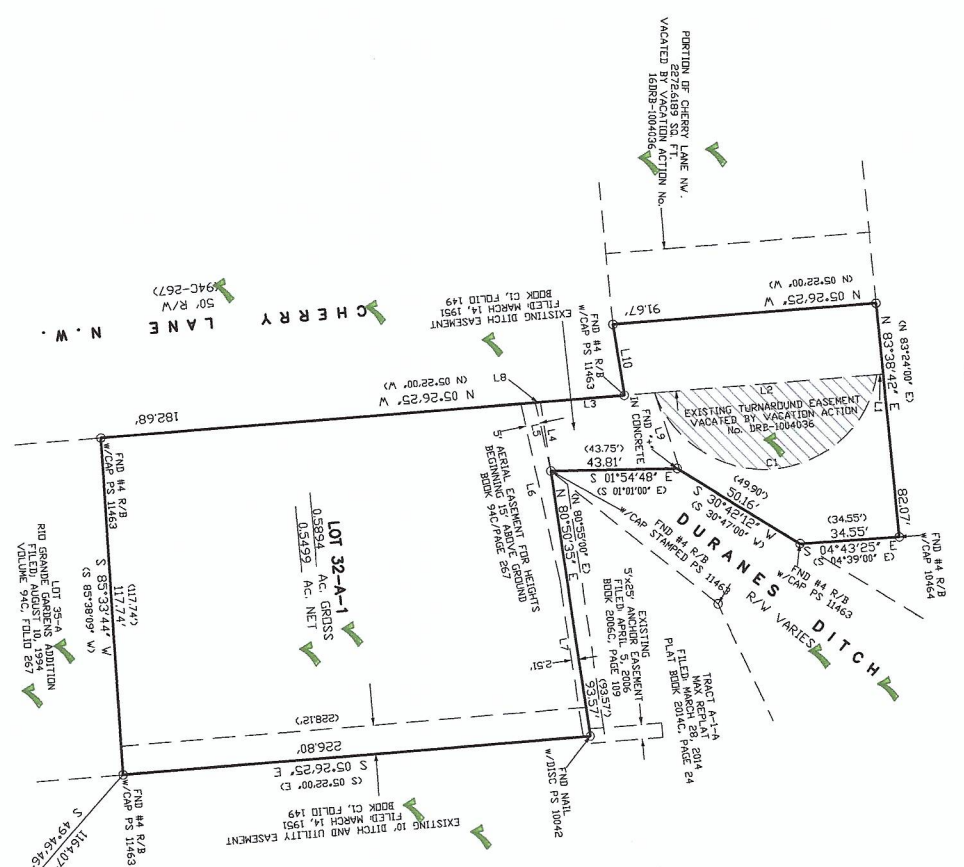 PORTION OF CHERRY LANE NW.
2272.6189 SQ. FT.
VACATED BY VACATION ACTION No.
16DRB-1004036
(N 05°22'00" W)
N 05°26'25" W
91.67'
N 83°38'42" E
(N 83°24'00" E)
82.07'
L1
L2
EXISTING TURNAROUND EASEMENT
VACATED BY VACATION ACTION
No. DRB-1004036
C1
L9
L10
FND #4 R/B
w/CAP 10464
CHERRY LANE N.W.
50' R/W
(94C-267)
EXISTING DITCH EASEMENT
FILED: MARCH 14, 1951
BOOK C1, FOLIO 149
FND #4 R/B
w/CAP PS 11463
FND "+"
IN CONCRETE
L3
L8
L4
L5
L6
L7
(N 05°22'00" W)
N 05°26'25" W
182.68'
(43.75')
43.81'
S 01°54'48" E
(S 01°01'00" E)
(49.90')
50.16'
S 30°42'12" W
(S 30°47'00" W)
(34.55')
34.55'
S 04°43'25" E
(S 04°39'00" E)
FND #4 R/B
w/CAP PS 11463
DURANES DITCH
R/W VARIES
FND #4 R/B
w/CAP STAMPED PS 11463
5' AERIAL EASEMENT FOR HEIGHTS
BEGINNING 15' ABOVE GROUND
BOOK 94C/PAGE 267
(N 80°55'00" E)
N 80°50'35" E
2.51'
(93.57')
93.57'
EXISTING
5'x25' ANCHOR EASEMENT
FILED: APRIL 5, 2006
BOOK 2006C, PAGE 109
TRACT A-1-A
MAX REPLAT
FILED: MARCH 28, 2014
PLAT BOOK 2014C, PAGE 24
FND NAIL
w/DISC PS 10042
LOT 32-A-1
0.5894 Ac. GROSS
0.5499 Ac. NET
FND #4 R/B
w/CAP PS 11463
(117.74')
117.74'
S 85°33'44" W
(S 85°38'09" W)
LOT 35-A
RIO GRANDE GARDENS ADDITION
FILED: AUGUST 10, 1994
VOLUME 94C, FOLIO 267
(228.12')
226.80'
S 05°26'25" E
(S 05°22'00" E)
EXISTING 10' DITCH AND UTILITY EASEMENT
FILED: MARCH 14, 1951
BOOK C1, FOLIO 149
FND #4 R/B
w/CAP PS 11463
1164.07
S 49°46'46"